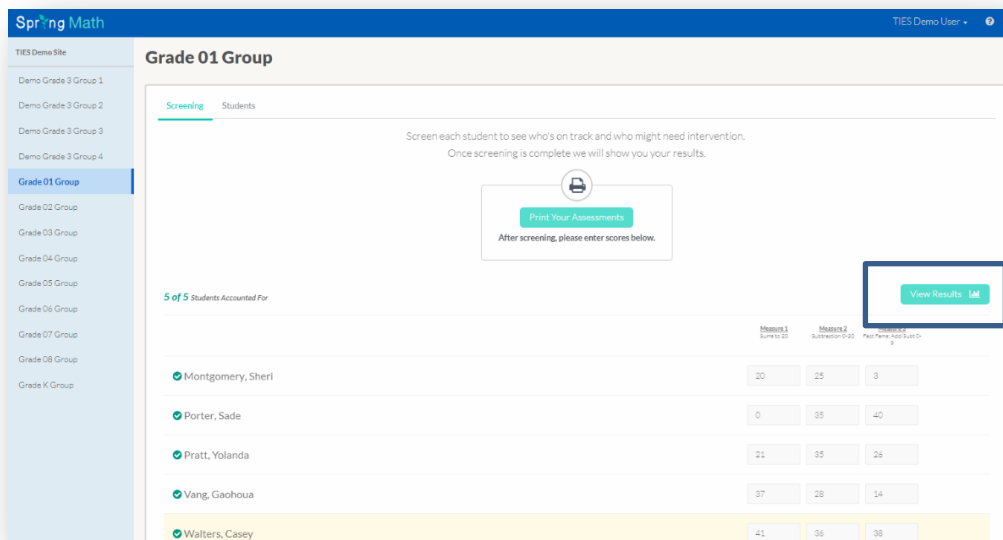 Spring Math
TIES Demo User
?
TIES Demo Site
Demo Grade 3 Group 1
Demo Grade 3 Group 2
Demo Grade 3 Group 3
Demo Grade 3 Group 4
Grade 01 Group
Grade 02 Group
Grade 03 Group
Grade 04 Group
Grade 05 Group
Grade 06 Group
Grade 07 Group
Grade 08 Group
Grade K Group
Grade 01 Group
Screening Students
Screen each student to see who's on track and who might need intervention.
Once screening is complete we will show you your results.
Print Your Assessments
After screening, please enter scores below.
5 of 5 Students Accounted For
View Results
Measure 1 Measure 2
Sums to 20 Subtraction 0-20 Fact Fams: Add/Subt 0-
9
Montgomery, Sheri 20 25 3
Porter, Sade 0 35 40
Pratt, Yolanda 21 35 26
Vang, Gaohoua 37 28 14
Walters, Casey 41 36 38